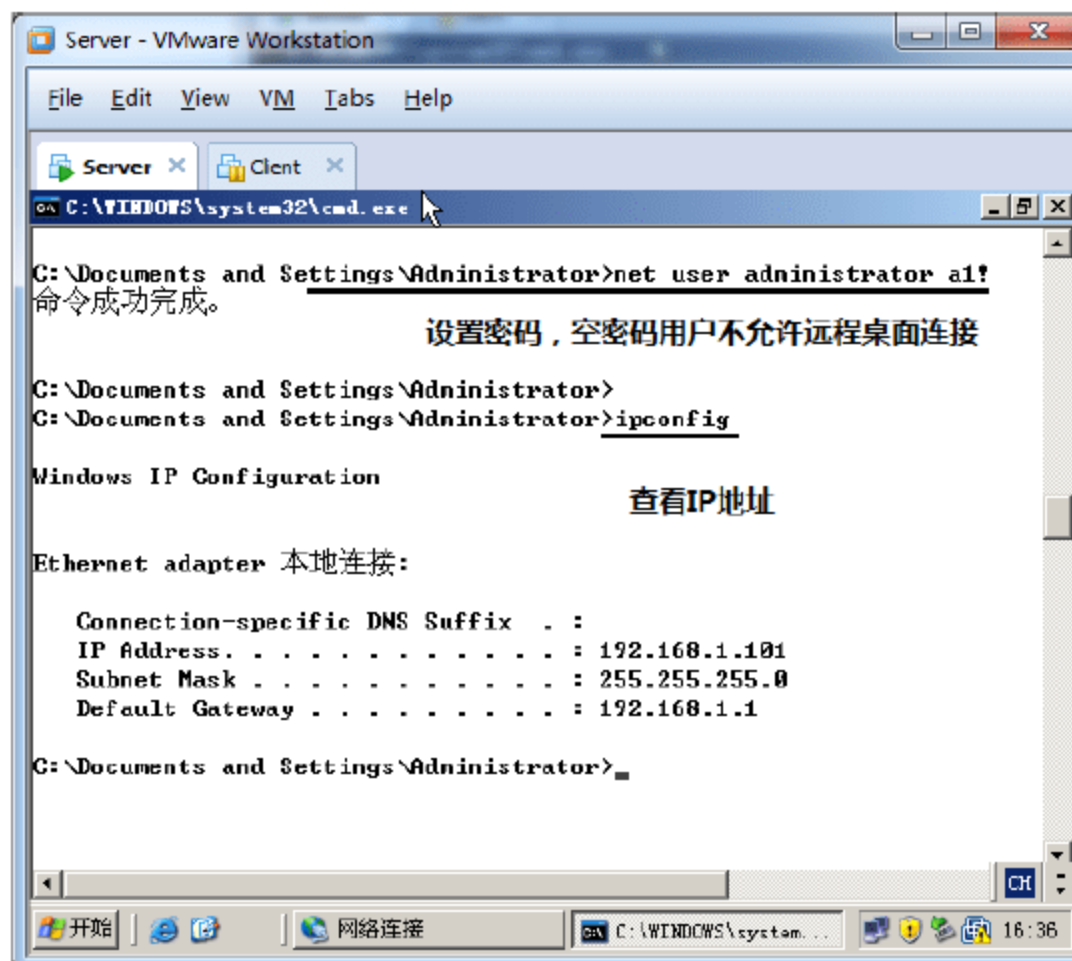 Server - VMware Workstation
File Edit View VM Tabs Help
Server Client
C:\WINDOWS\system32\cmd.exe
C:\Documents and Settings\Administrator>net user administrator a1!
命令成功完成。
设置密码，空密码用户不允许远程桌面连接
C:\Documents and Settings\Administrator>
C:\Documents and Settings\Administrator>ipconfig
Windows IP Configuration
查看IP地址
Ethernet adapter 本地连接:
Connection-specific DNS Suffix . :
IP Address. . . . . . . . . . . . : 192.168.1.101
Subnet Mask . . . . . . . . . . . : 255.255.255.0
Default Gateway . . . . . . . . . : 192.168.1.1
C:\Documents and Settings\Administrator>
CH
开始 网络连接 C:\WINDOWS\system... 16:36